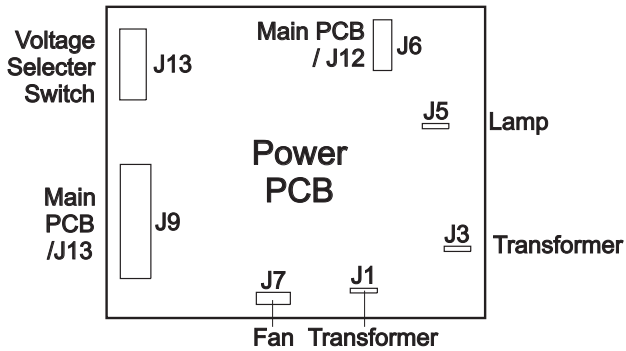 Voltage
Selecter
Switch
J13
Main PCB
/ J12
J6
J5
Lamp
Power
PCB
Main
PCB
/J13
J9
J3
Transformer
J7
J1
Fan
Transformer